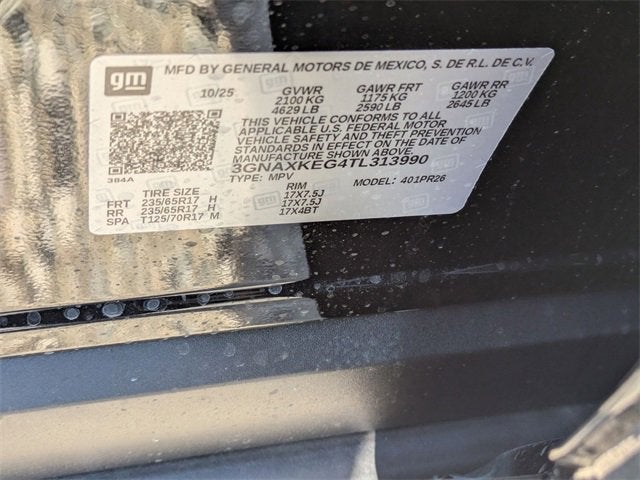 gm MFD BY GENERAL MOTORS DE MEXICO, S. DE R.L. DE C.V.
10/25 GVWR GAWR FRT GAWR RR
2100 KG 1175 KG 1200 KG
4629 LB 2590 LB 2645 LB
THIS VEHICLE CONFORMS TO ALL
APPLICABLE U.S. FEDERAL MOTOR
VEHICLE SAFETY AND THEFT PREVENTION
STANDARDS IN EFFECT ON THE DATE OF
MANUFACTURE SHOWN ABOVE.
3GNAXKEG4TL313990
384A TYPE: MPV MODEL: 401PR26
TIRE SIZE RIM
FRT 235/65R17 H 17X7.5J
RR 235/65R17 H 17X7.5J
SPA T125/70R17 M 17X4BT